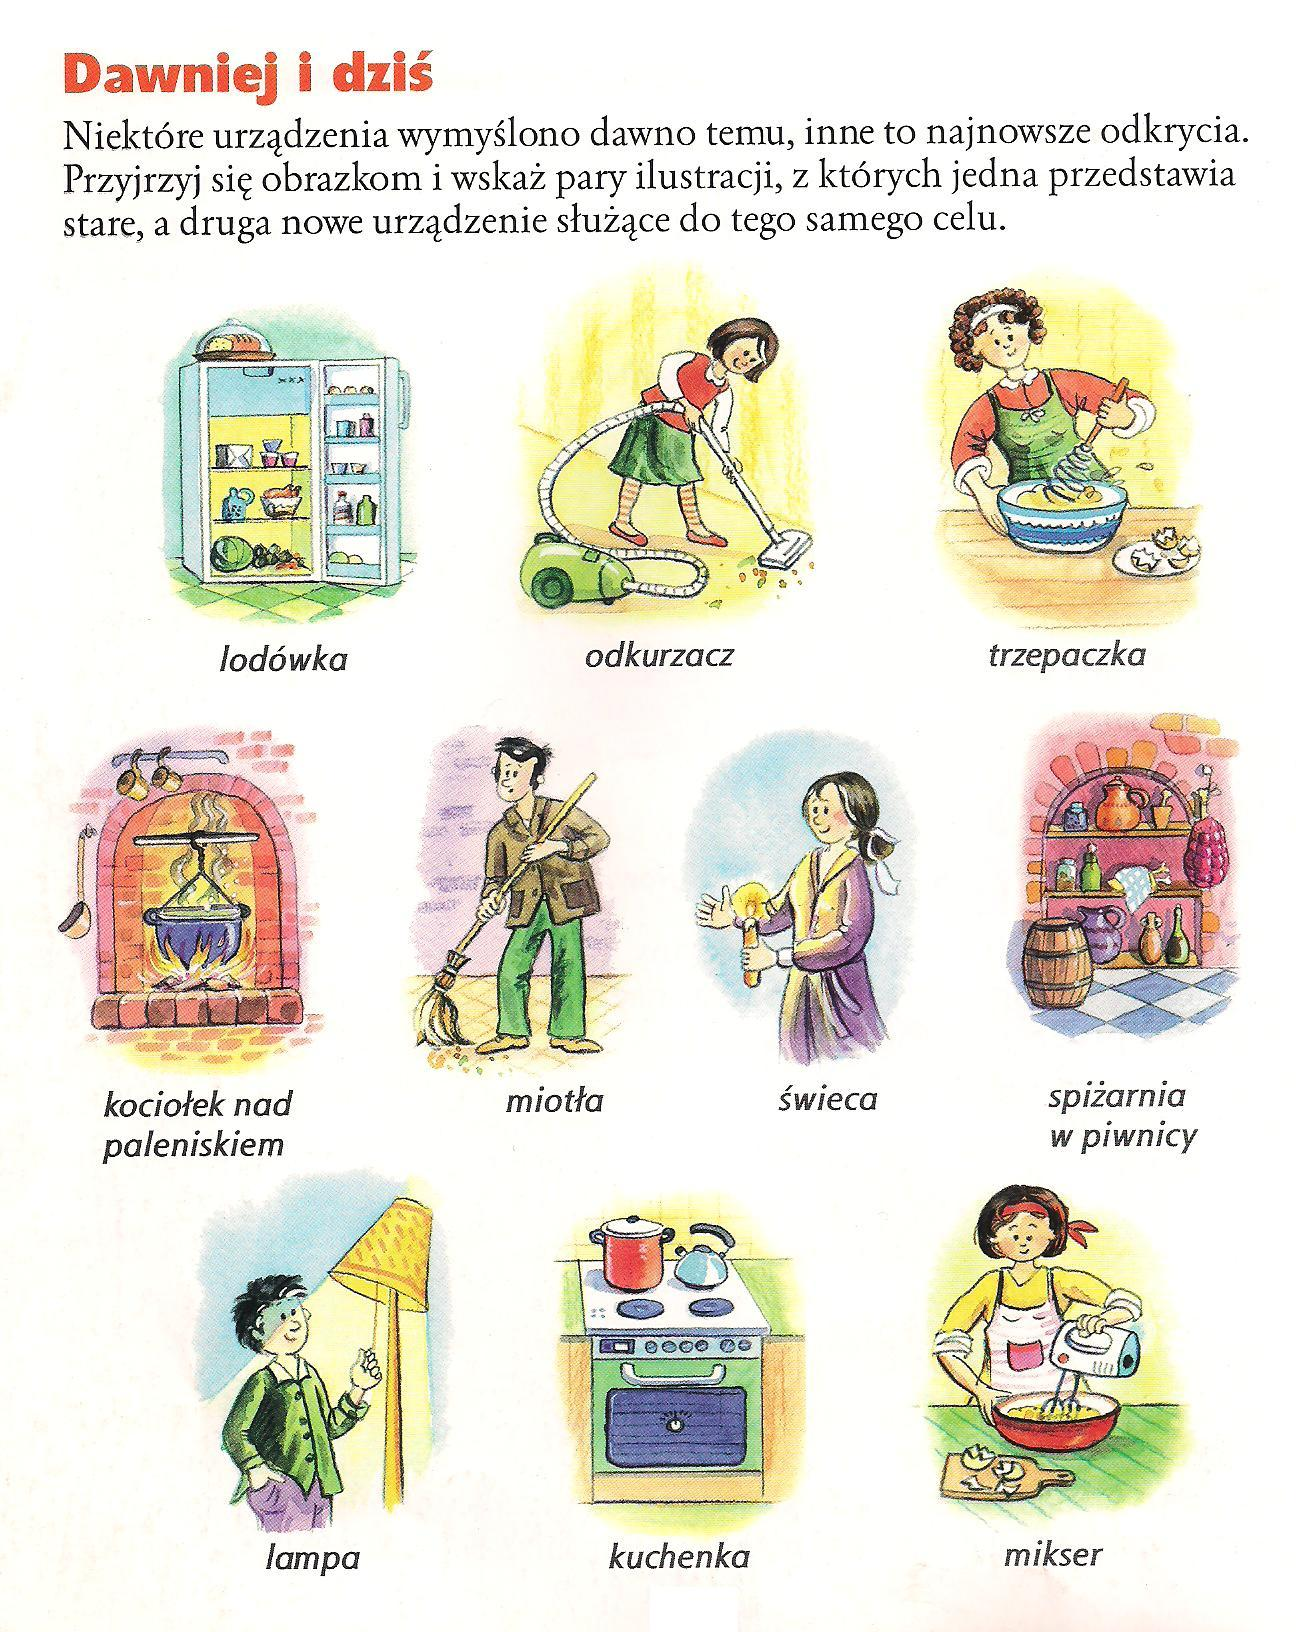 Dawniej i dziś
Niektóre urządzenia wymyślono dawno temu, inne to najnowsze odkrycia.
Przyjrzyj się obrazkom i wskaż pary ilustracji, z których jedna przedstawia
stare, a druga nowe urządzenie służące do tego samego celu.
lodówka
odkurzacz
trzepaczka
kociołek nad
paleniskiem
miotła
świeca
spiżarnia
w piwnicy
lampa
kuchenka
mikser